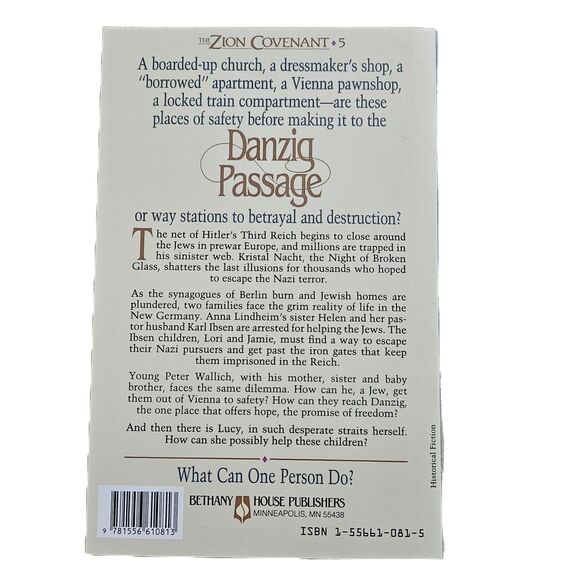 THE ZION COVENANT ♦ 5
A boarded-up church, a dressmaker's shop, a
"borrowed" apartment, a Vienna pawnshop,
a locked train compartment—are these
places of safety before making it to the
Danzig
Passage
or way stations to betrayal and destruction?
The net of Hitler's Third Reich begins to close around
the Jews in prewar Europe, and millions are trapped in
his sinister web. Kristal Nacht, the Night of Broken
Glass, shatters the last illusions for thousands who hoped
to escape the Nazi terror.
As the synagogues of Berlin burn and Jewish homes are
plundered, two families face the grim reality of life in the
New Germany. Anna Lindheim's sister Helen and her pas-
tor husband Karl Ibsen are arrested for helping the Jews. The
Ibsen children, Lori and Jamie, must find a way to escape
their Nazi pursuers and get past the iron gates that keep
them imprisoned in the Reich.
Young Peter Wallich, with his mother, sister and baby
brother, faces the same dilemma. How can he, a Jew, get
them out of Vienna to safety? How can they reach Danzig,
the one place that offers hope, the promise of freedom?
And then there is Lucy, in such desperate straits herself.
How can she possibly help these children?
What Can One Person Do?
BETHANY HOUSE PUBLISHERS
MINNEAPOLIS, MN 55438
9 781556 610813
ISBN 1-55661-081-5
Historical Fiction